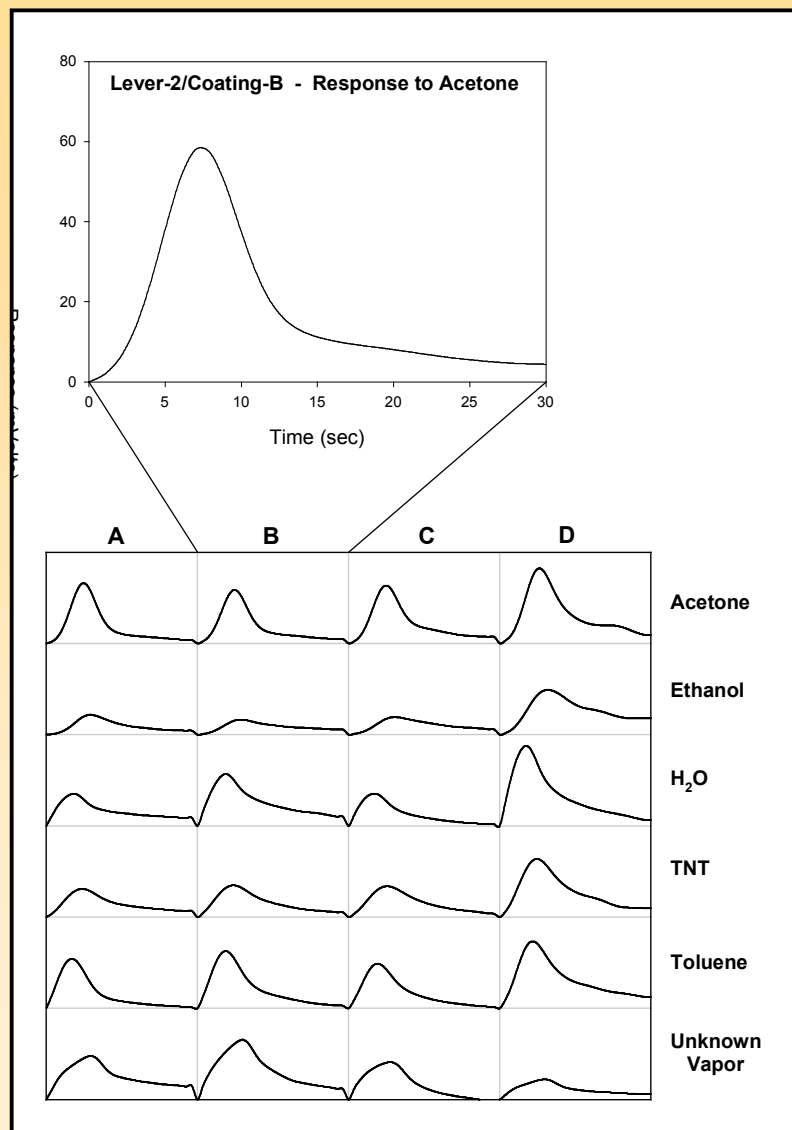 80
Lever-2/Coating-B - Response to Acetone
60
40
20
0
0 5 10 15 20 25 30
Time (sec)
A B C D
Acetone
Ethanol
H₂O
TNT
Toluene
Unknown
Vapor